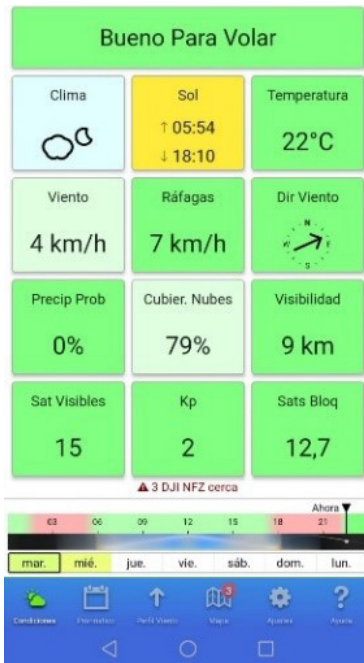 Bueno Para Volar
Clima
Sol
Temperatura
↑ 05:54
↓ 18:10
22°C
Viento
Ráfagas
Dir Viento
4 km/h
7 km/h
N
W E
S
Precip Prob
Cubier. Nubes
Visibilidad
0%
79%
9 km
Sat Visibles
Kp
Sats Bloq
15
2
12,7
3 DJI NFZ cerca
Ahora
03 06 09 12 15 18 21
mar. mié. jue. vie. sáb. dom. lun.
3
?
Condiciones Pronostico Perfil Viento Mapa Ajustes Ayuda